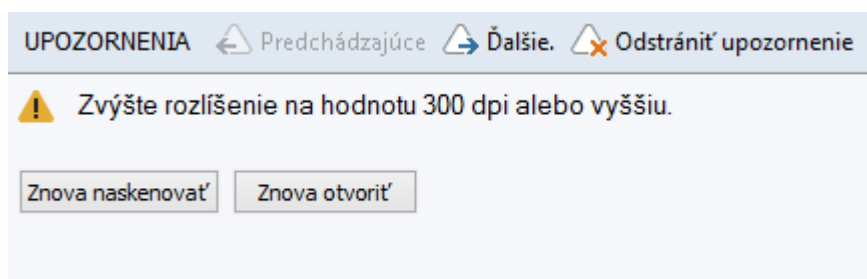 UPOZORNENIA Predchádzajúce Ďalšie. Odstrániť upozornenie
Zvýšte rozlíšenie na hodnotu 300 dpi alebo vyššiu.
Znova naskenovať Znova otvoriť